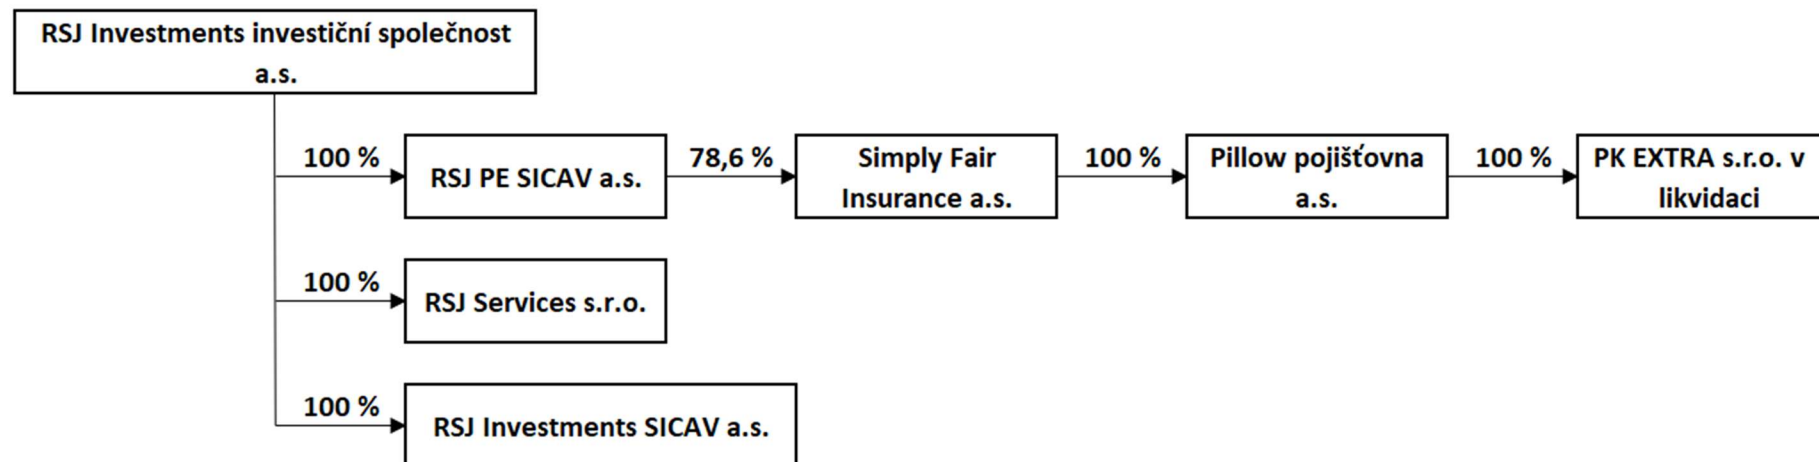 RSJ Investments investiční společnost
a.s.
100 %
RSJ PE SICAV a.s.
78,6 %
Simply Fair
Insurance a.s.
100 %
Pillow pojišťovna
a.s.
100 %
PK EXTRA s.r.o. v
likvidaci
100 %
RSJ Services s.r.o.
100 %
RSJ Investments SICAV a.s.